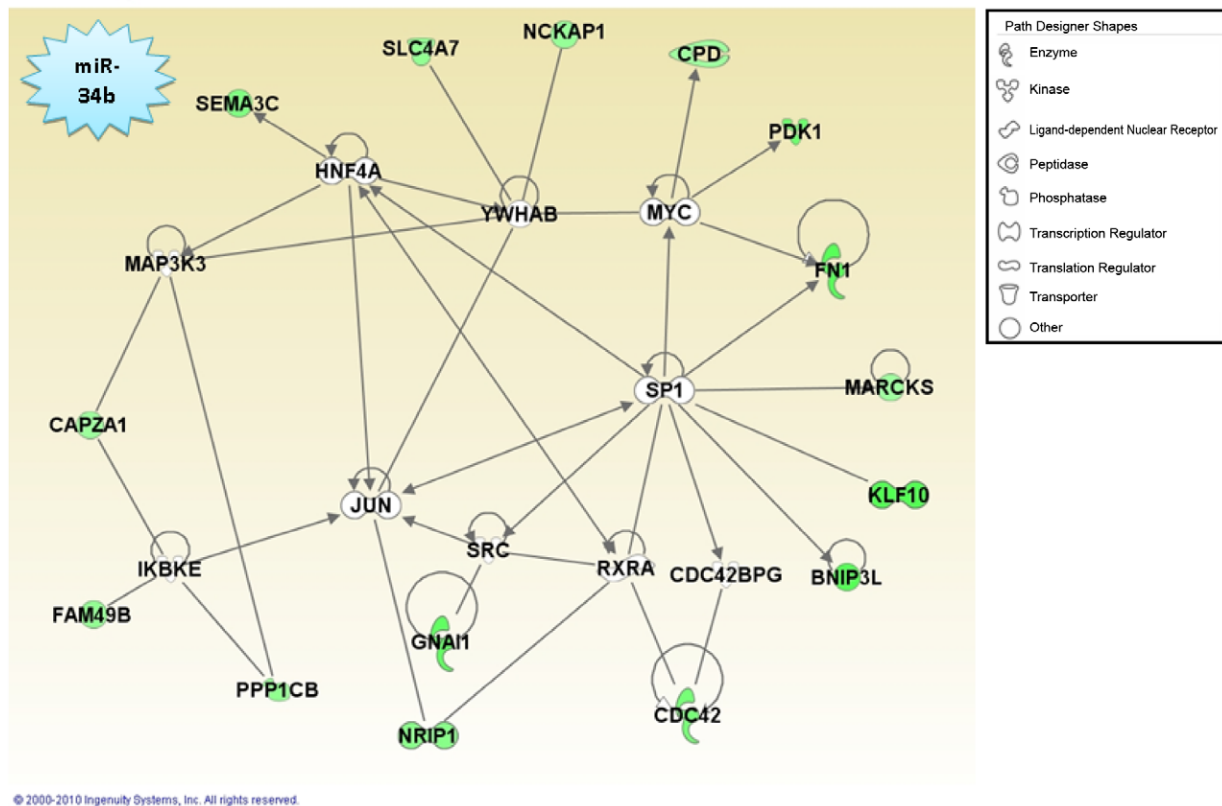 miR-
34b
NCKAP1
SLC4A7
CPD
SEMA3C
PDK1
HNF4A
YWHAB
MYC
MAP3K3
FN1
SP1
MARCKS
CAPZA1
KLF10
JUN
SRC
IKBKE
RXRA
CDC42BPG
BNIP3L
FAM49B
GNAI1
PPP1CB
CDC42
NRIP1
© 2000-2010 Ingenuity Systems, Inc. All rights reserved.
Path Designer Shapes
Enzyme
Kinase
Ligand-dependent Nuclear Receptor
Peptidase
Phosphatase
Transcription Regulator
Translation Regulator
Transporter
Other